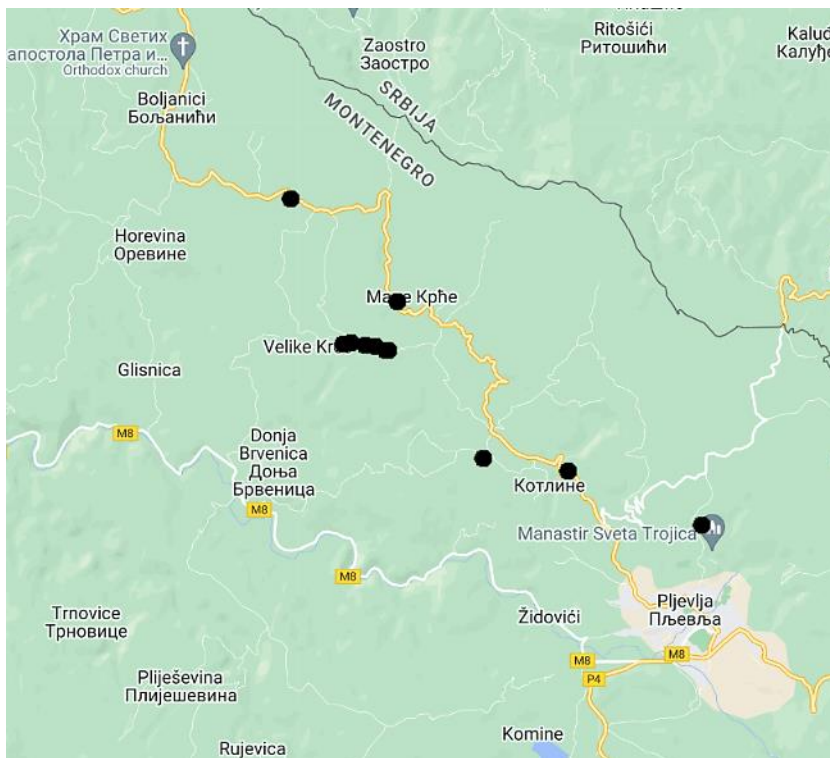 Храм Светих
апостола Петра и...
Orthodox church
Zaostro
Заостро
Ritošići
Ритошићи
Kaluđ
Калуђе
Boljanici
Бољанићи
SRBIJA
MONTENEGRO
Horevina
Оревине
Крће
Velike
Glisnica
M8
Donja
Brvenica
Доња
Брвеница
M8
Котлине
Manastir Sveta Trojica
M8
Trnovice
Трновице
Židovići
Pljevlja
Пљевља
M8
M8
P4
Plješevina
Плијешевина
Komine
Rujevica